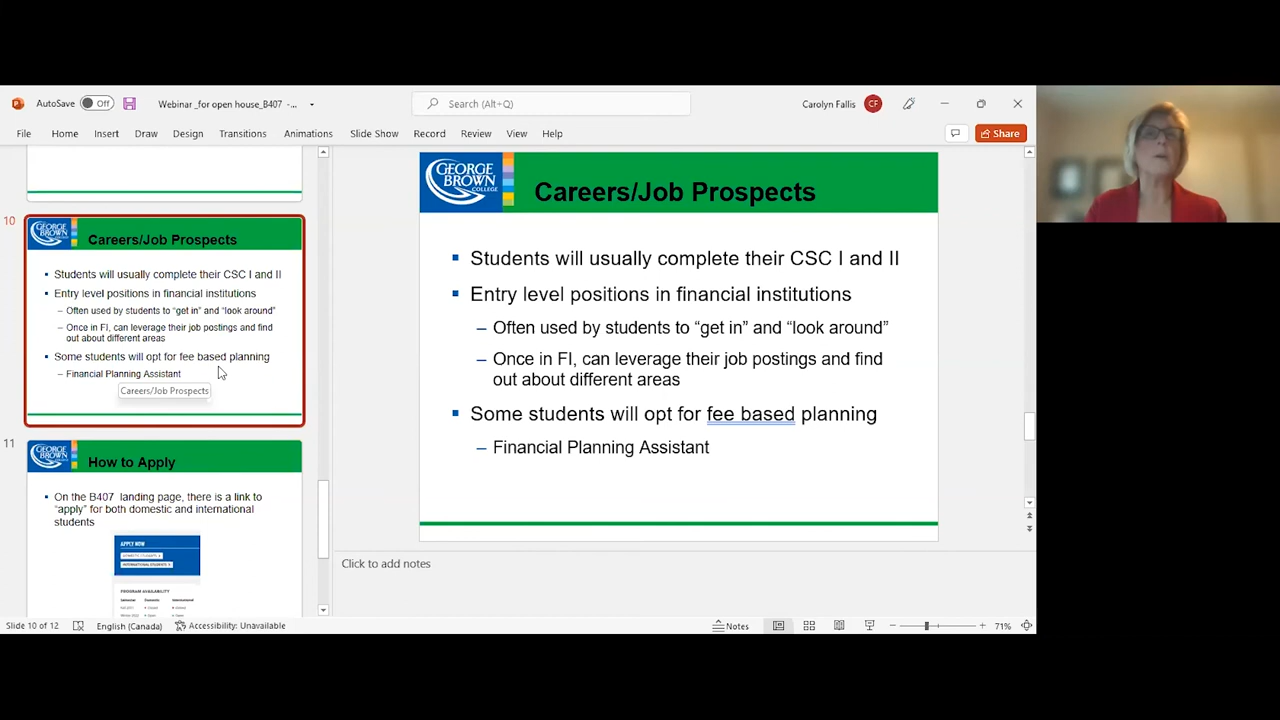 AutoSave
Off
Webinar _for open house_B407 -...
Search (Alt+Q)
Carolyn Fallis
CF
File
Home
Insert
Draw
Design
Transitions
Animations
Slide Show
Record
Review
View
Help
Share
10
GEORGE BROWN COLLEGE
Careers/Job Prospects
Students will usually complete their CSC I and II
Entry level positions in financial institutions
– Often used by students to “get in” and “look around”
– Once in FI, can leverage their job postings and find
out about different areas
Some students will opt for fee based planning
– Financial Planning Assistant
Careers/Job Prospects
11
GEORGE BROWN COLLEGE
How to Apply
On the B407 landing page, there is a link to
“apply” for both domestic and international
students
APPLY NOW
DOMESTIC STUDENTS
INTERNATIONAL STUDENTS
PROGRAM AVAILABILITY
Semester Domestic International
GEORGE
BROWN
COLLEGE
Careers/Job Prospects
Students will usually complete their CSC I and II
Entry level positions in financial institutions
– Often used by students to “get in” and “look around”
– Once in FI, can leverage their job postings and find
out about different areas
Some students will opt for fee based planning
– Financial Planning Assistant
Click to add notes
Slide 10 of 12
English (Canada)
Accessibility: Unavailable
Notes
71%